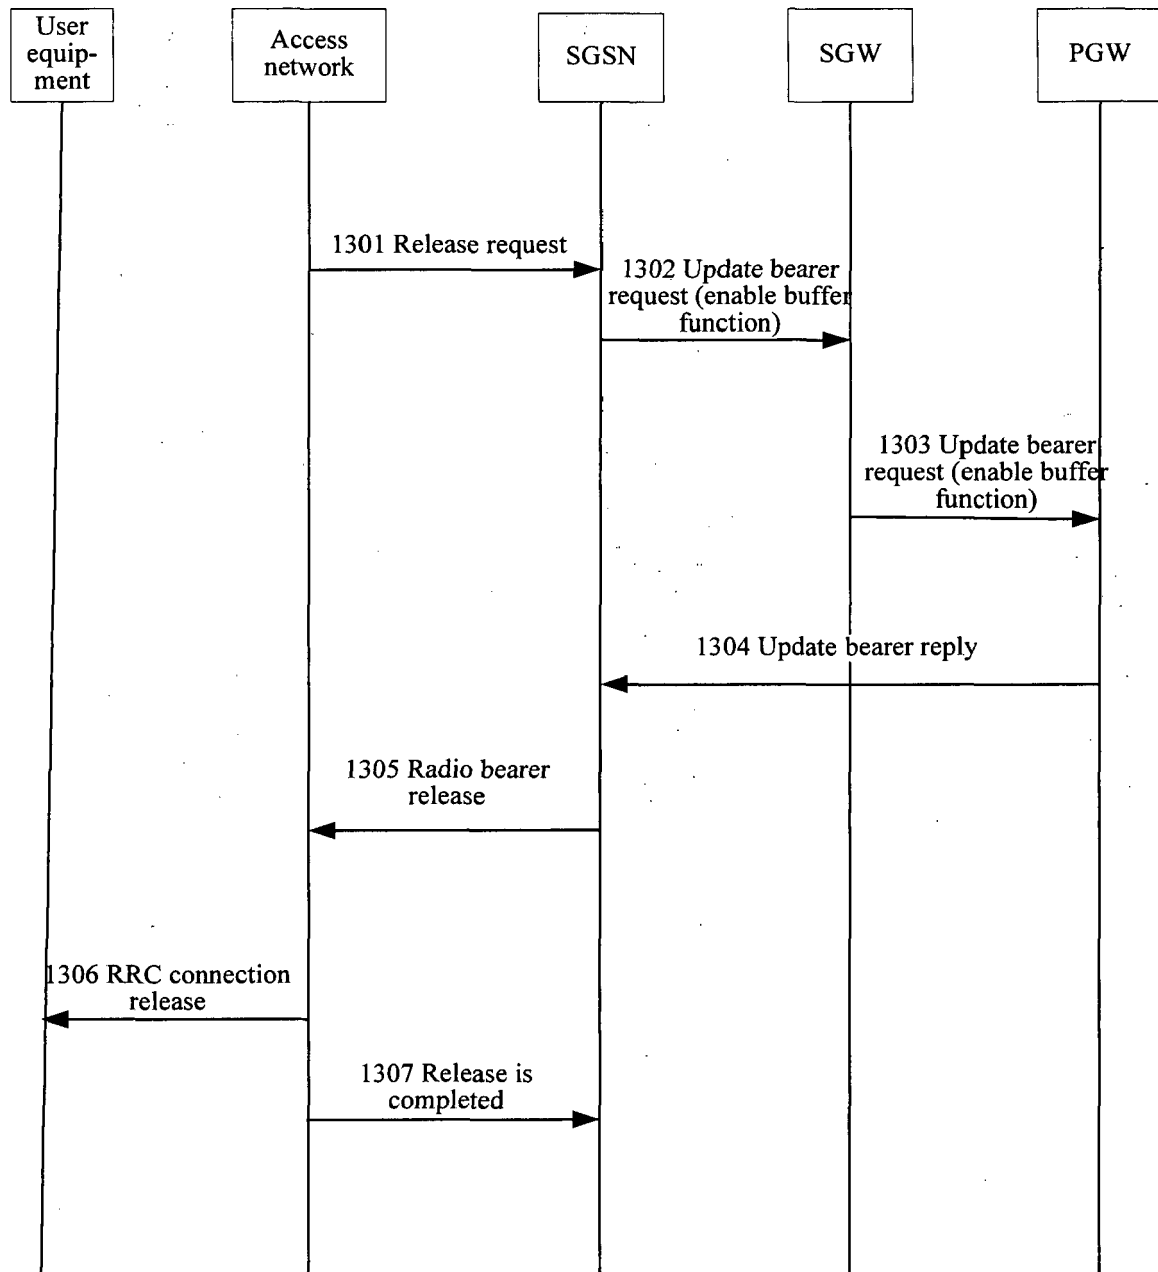 User
equip-
ment
Access
network
SGSN
SGW
PGW
1301 Release request
1302 Update bearer
request (enable buffer
function)
1303 Update bearer
request (enable buffer
function)
1304 Update bearer reply
1305 Radio bearer
release
1306 RRC connection
release
1307 Release is
completed